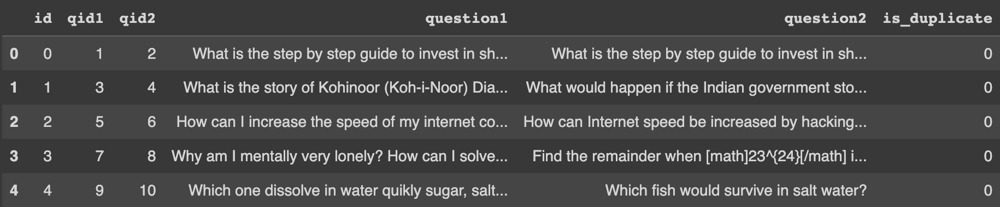 id qid1 qid2 question1 question2 is_duplicate
0 0 1 2 What is the step by step guide to invest in sh... What is the step by step guide to invest in sh... 0
1 1 3 4 What is the story of Kohinoor (Koh-i-Noor) Dia... What would happen if the Indian government sto... 0
2 2 5 6 How can I increase the speed of my internet co... How can Internet speed be increased by hacking... 0
3 3 7 8 Why am I mentally very lonely? How can I solve... Find the remainder when [math]23^{24}[/math] i... 0
4 4 9 10 Which one dissolve in water quikly sugar, salt... Which fish would survive in salt water? 0